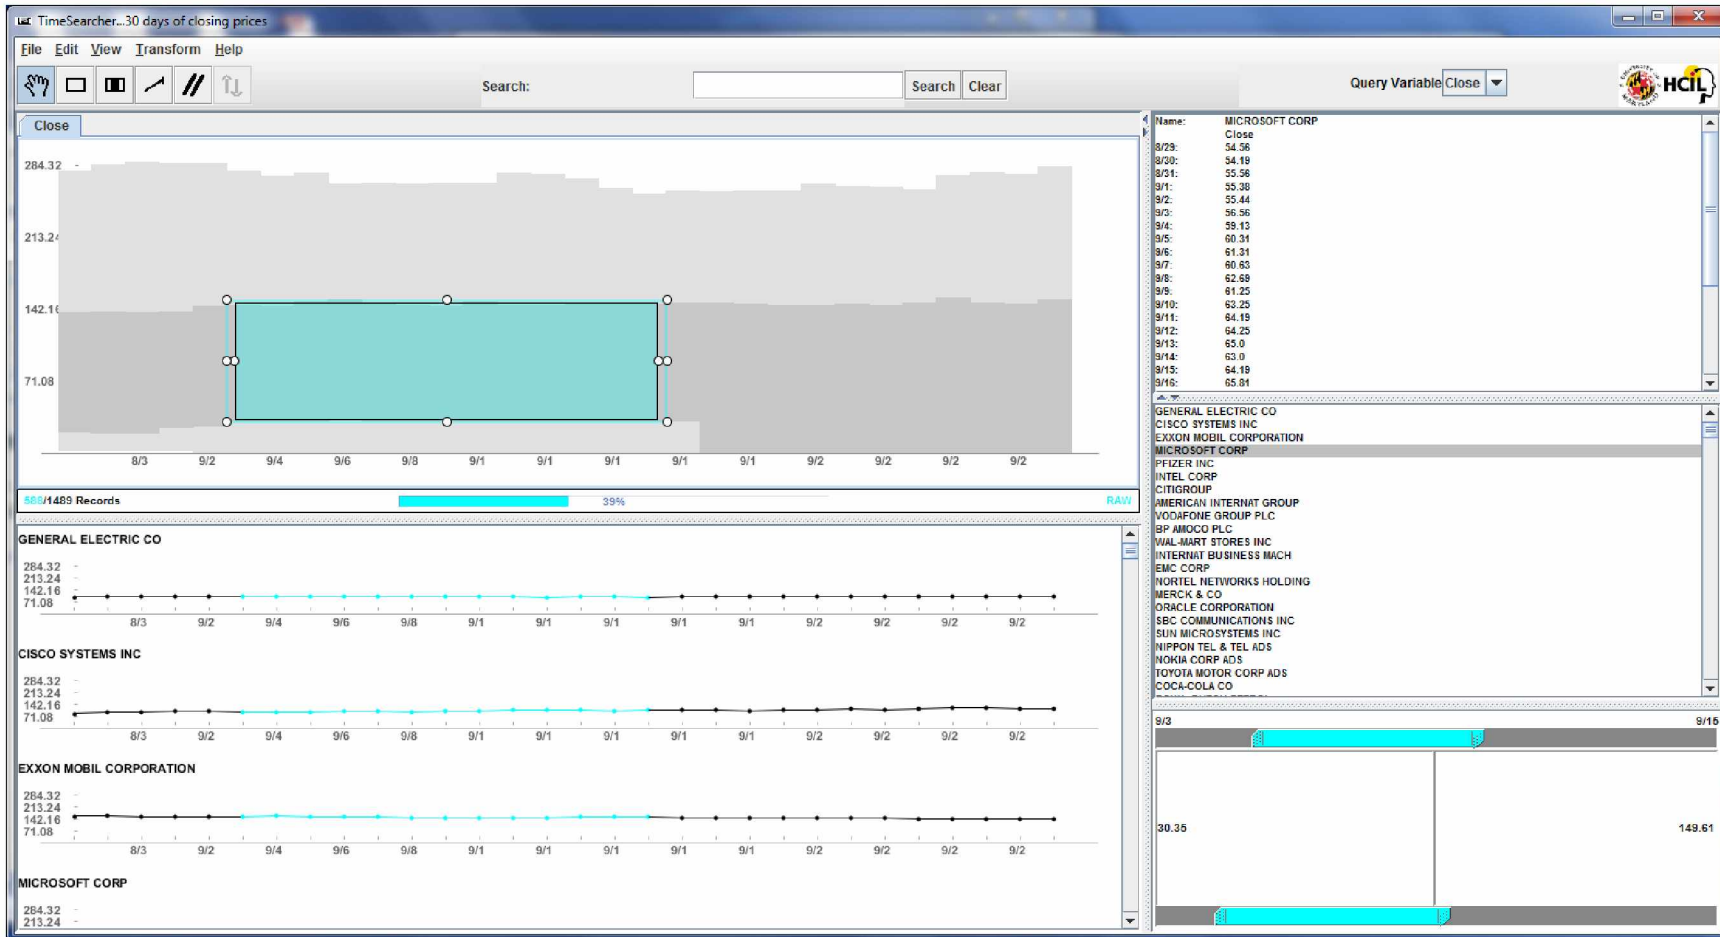 TimeSearcher...30 days of closing prices
File Edit View Transform Help
Search: Search Clear Query Variable Close HCIL
Close
284.32
213.24
142.16
71.08
8/3 9/2 9/4 9/6 9/8 9/1 9/1 9/1 9/1 9/1 9/2 9/2 9/2 9/2
/1489 Records 39% RAW
GENERAL ELECTRIC CO
284.32
213.24
142.16
71.08
8/3 9/2 9/4 9/6 9/8 9/1 9/1 9/1 9/1 9/1 9/2 9/2 9/2 9/2
CISCO SYSTEMS INC
284.32
213.24
142.16
71.08
8/3 9/2 9/4 9/6 9/8 9/1 9/1 9/1 9/1 9/1 9/2 9/2 9/2 9/2
EXXON MOBIL CORPORATION
284.32
213.24
142.16
71.08
8/3 9/2 9/4 9/6 9/8 9/1 9/1 9/1 9/1 9/1 9/2 9/2 9/2 9/2
MICROSOFT CORP
284.32
213.24
Name: MICROSOFT CORP
Close
8/29: 54.56
8/30: 54.19
8/31: 55.56
9/1: 55.38
9/2: 55.44
9/3: 56.56
9/4: 59.13
9/5: 60.31
9/6: 61.31
9/7: 60.63
9/8: 62.69
9/9: 61.25
9/10: 63.25
9/11: 64.19
9/12: 64.25
9/13: 65.0
9/14: 63.0
9/15: 64.19
9/16: 65.81
GENERAL ELECTRIC CO
CISCO SYSTEMS INC
EXXON MOBIL CORPORATION
MICROSOFT CORP
PFIZER INC
INTEL CORP
CITIGROUP
AMERICAN INTERNAT GROUP
VODAFONE GROUP PLC
BP AMOCO PLC
WAL-MART STORES INC
INTERNAT BUSINESS MACH
EMC CORP
NORTEL NETWORKS HOLDING
MERCK & CO
ORACLE CORPORATION
SBC COMMUNICATIONS INC
SUN MICROSYSTEMS INC
NIPPON TEL & TEL ADS
NOKIA CORP ADS
TOYOTA MOTOR CORP ADS
COCA-COLA CO
9/3 9/15
30.35 149.61